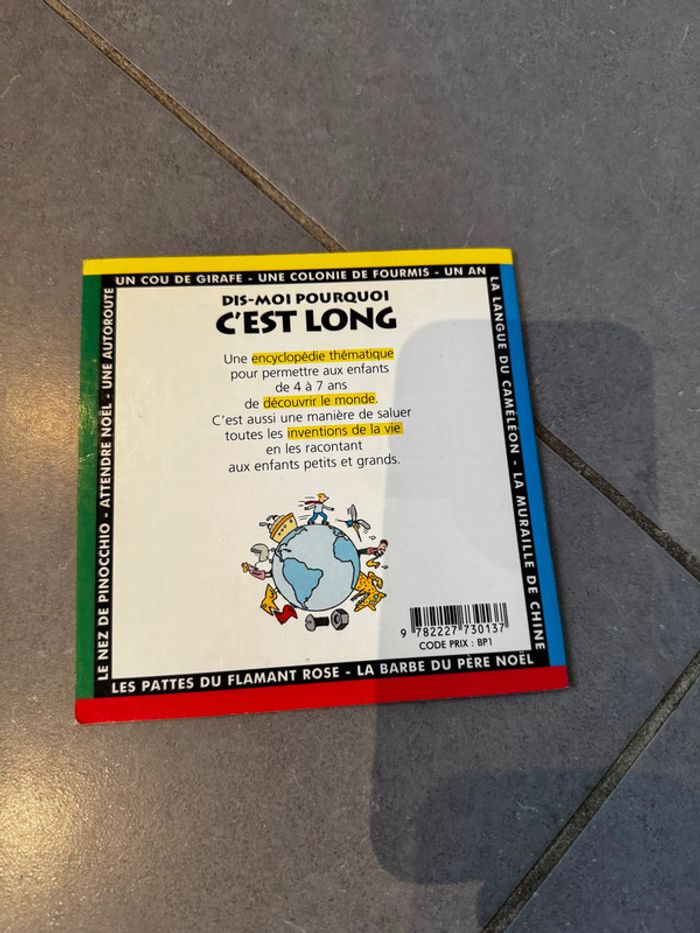 UN COU DE GIRAFE - UNE COLONIE DE FOURMIS - UN AN
LA LANGUE DU CAMÉLÉON - LA MURAILLE DE CHINE
LE NEZ DE PINOCCHIO - ATTENDRE NOËL - UNE AUTOROUTE
DIS-MOI POURQUOI
C'EST LONG
Une encyclopédie thématique
pour permettre aux enfants
de 4 à 7 ans
de découvrir le monde.
C'est aussi une manière de saluer
toutes les inventions de la vie
en les racontant
aux enfants petits et grands.
9 782227 730137
CODE PRIX : BP1
LES PATTES DU FLAMANT ROSE - LA BARBE DU PÈRE NOËL